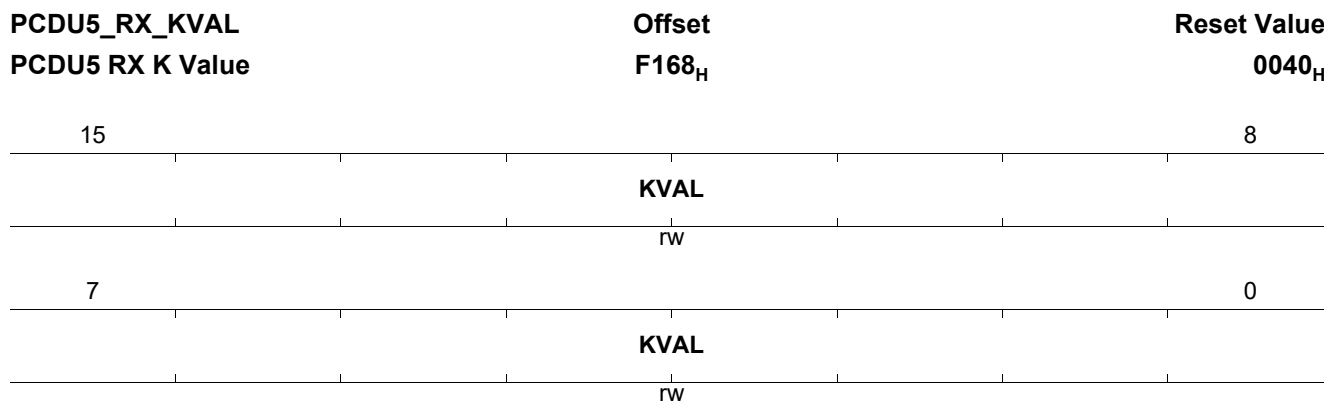 PCDU5_RX_KVAL Offset Reset Value
PCDU5 RX K Value F168H 0040H
15 8
KVAL
rw
7 0
KVAL
rw